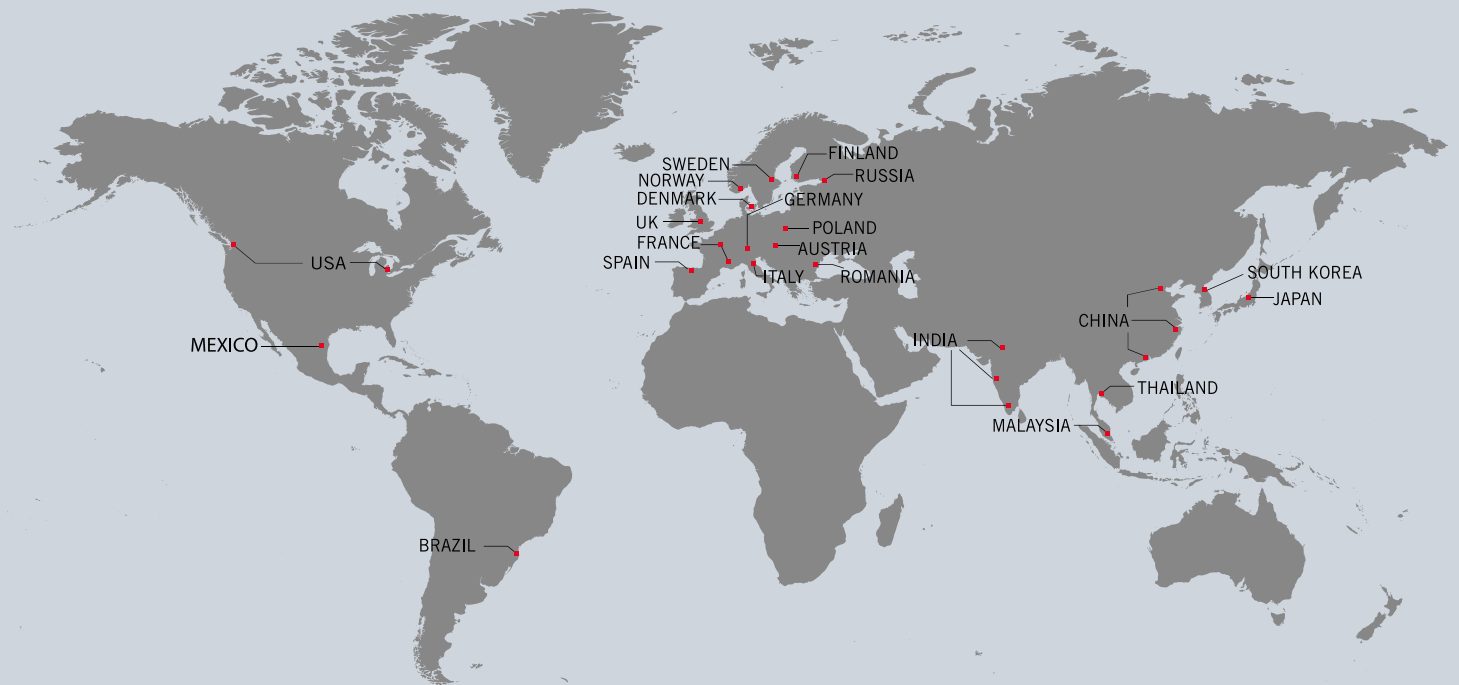 SWEDEN
FINLAND
NORWAY
RUSSIA
DENMARK
GERMANY
UK
POLAND
FRANCE
AUSTRIA
SPAIN
USA
ITALY
ROMANIA
SOUTH KOREA
JAPAN
CHINA
MEXICO
INDIA
THAILAND
MALAYSIA
BRAZIL